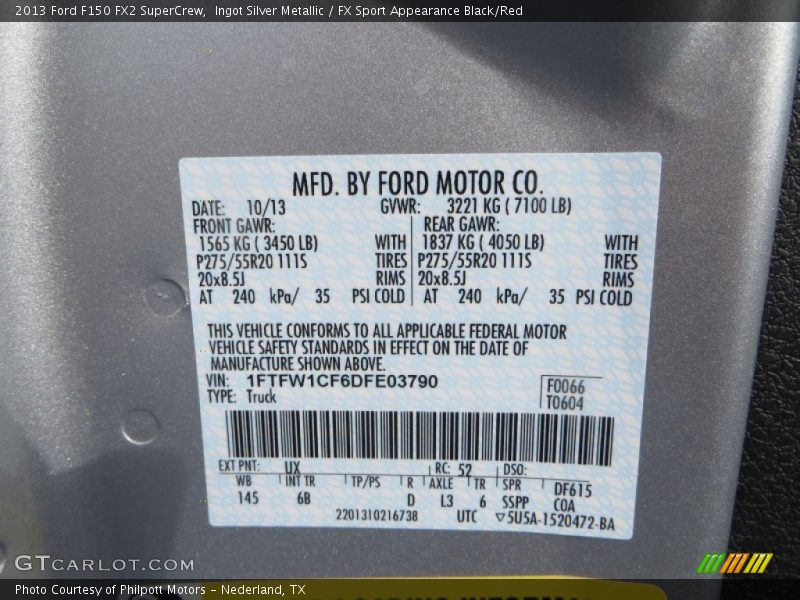 2013 Ford F150 FX2 SuperCrew,  Ingot Silver Metallic / FX Sport Appearance Black/Red
MFD. BY FORD MOTOR CO.
DATE: 10/13 GVWR: 3221 KG ( 7100 LB)
FRONT GAWR: REAR GAWR:
1565 KG ( 3450 LB) WITH 1837 KG ( 4050 LB) WITH
P275/55R20 111S TIRES P275/55R20 111S TIRES
20x8.5J RIMS 20x8.5J RIMS
AT 240 kPa/ 35 PSI COLD AT 240 kPa/ 35 PSI COLD
THIS VEHICLE CONFORMS TO ALL APPLICABLE FEDERAL MOTOR
VEHICLE SAFETY STANDARDS IN EFFECT ON THE DATE OF
MANUFACTURE SHOWN ABOVE.
VIN: 1FTFW1CF6DFE03790 F0066
TYPE: Truck T0604
EXT PNT: UX RC: 52 DSO:
WB INT TR TP/PS R AXLE TR SPR DF615
145 6B D L3 6 SSPP COA
2201310216738 UTC ▽5U5A-1520472-BA
GTCARLOT.COM
Photo Courtesy of Philpott Motors – Nederland, TX